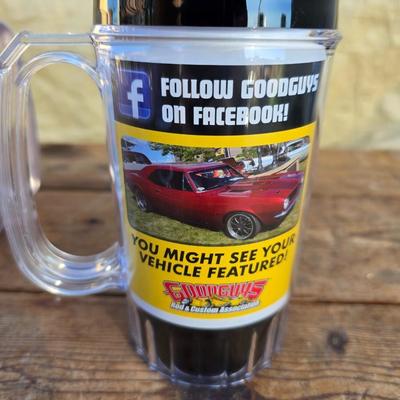 f FOLLOW GOODGUYS
ON FACEBOOK!
YOU MIGHT SEE YOUR
VEHICLE FEATURED!
GOODGUYS
Rod & Custom Association